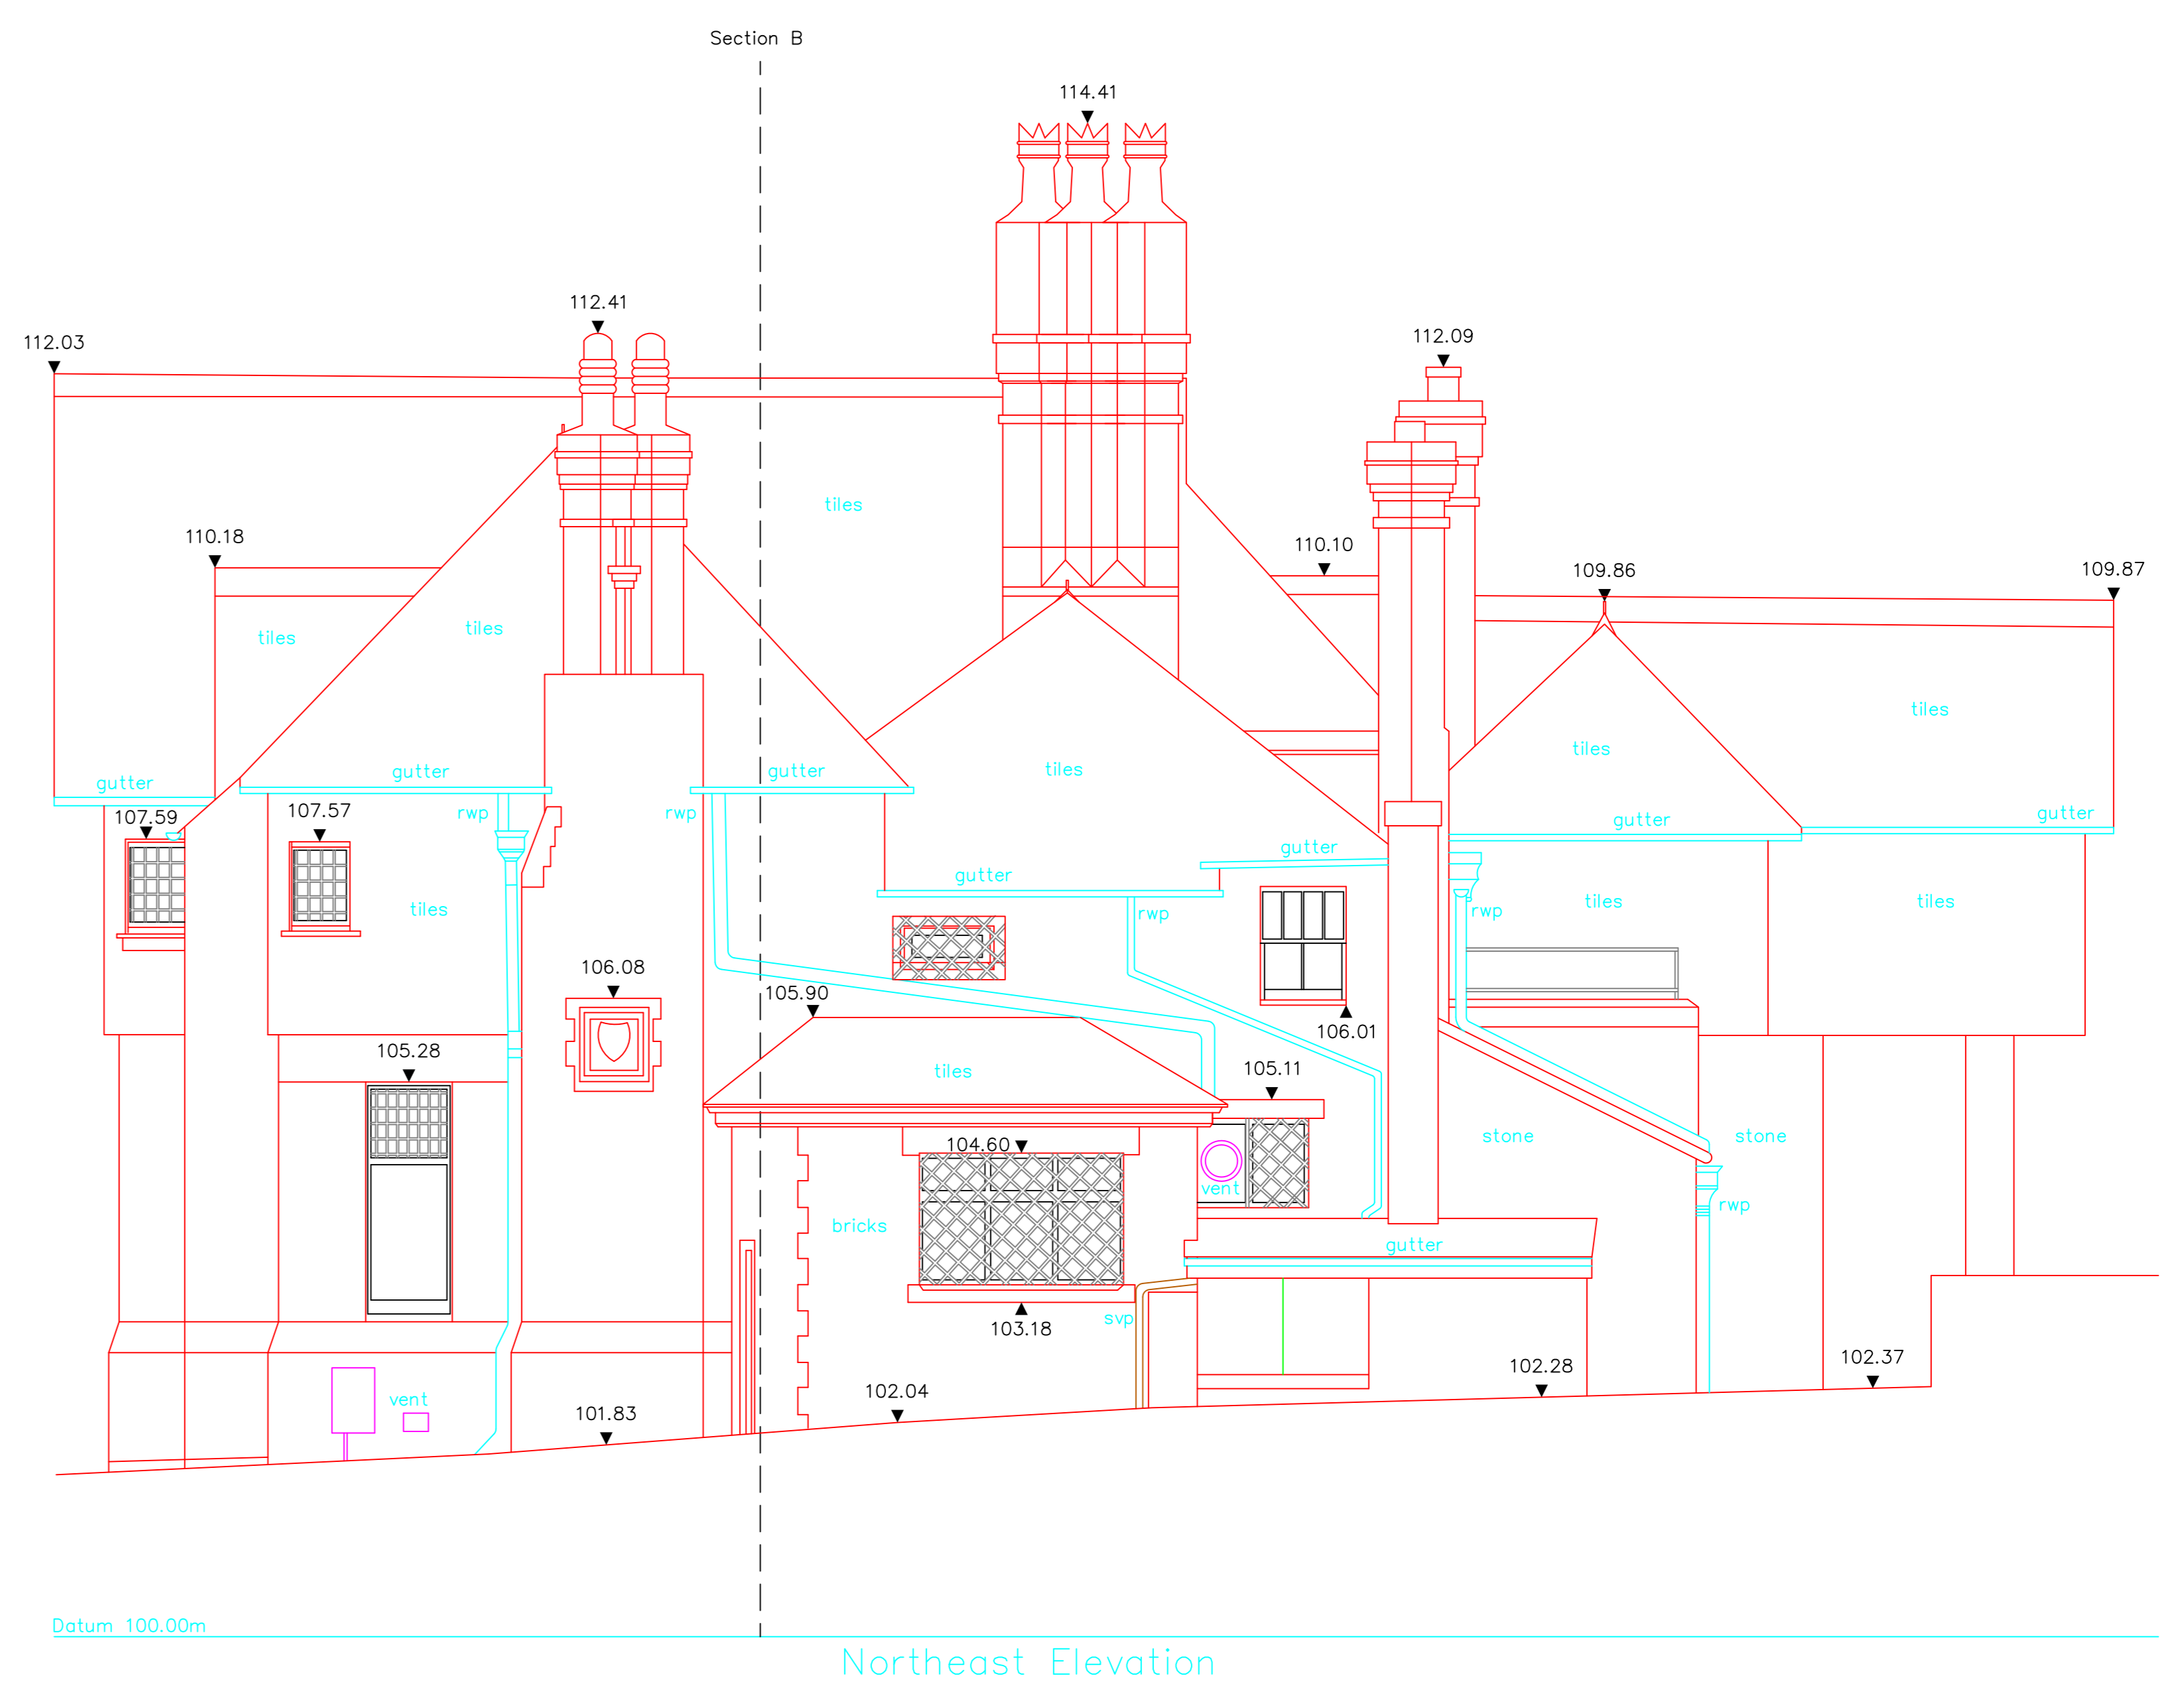 Section B
114.41
112.41
112.03
112.09
tiles
110.18
110.10
109.86
109.87
tiles
tiles
tiles
tiles
tiles
gutter
gutter
gutter
107.59
107.57
rwp
rwp
gutter
gutter
gutter
gutter
tiles
rwp
rwp
tiles
tiles
106.08
105.90
106.01
105.28
tiles
105.11
104.60
stone
stone
vent
rwp
bricks
gutter
svp
103.18
102.28
102.37
vent
101.83
102.04
Datum 100.00m
Northeast Elevation